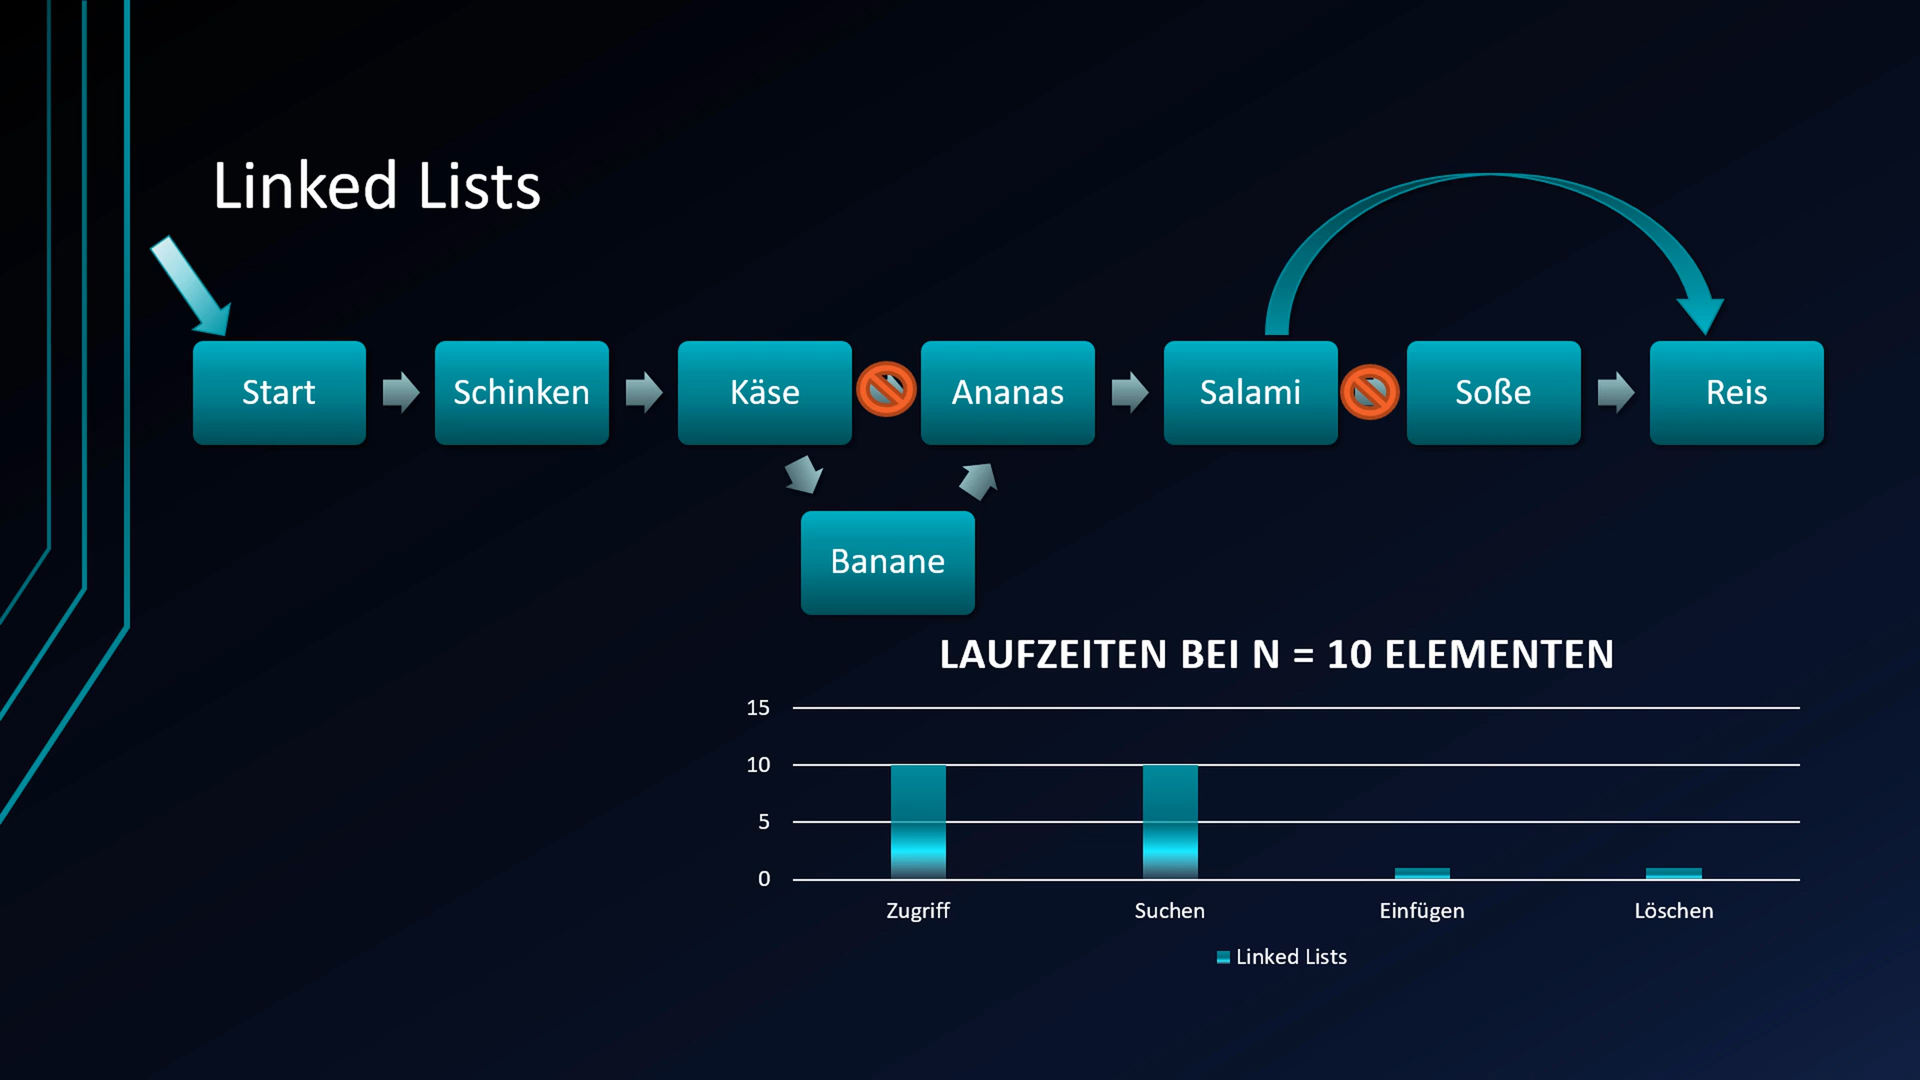 Linked Lists
Start
Schinken
Käse
Ananas
Salami
Soße
Reis
Banane
LAUFZEITEN BEI N = 10 ELEMENTEN
15
10
5
0
Zugriff
Suchen
Einfügen
Löschen
Linked Lists